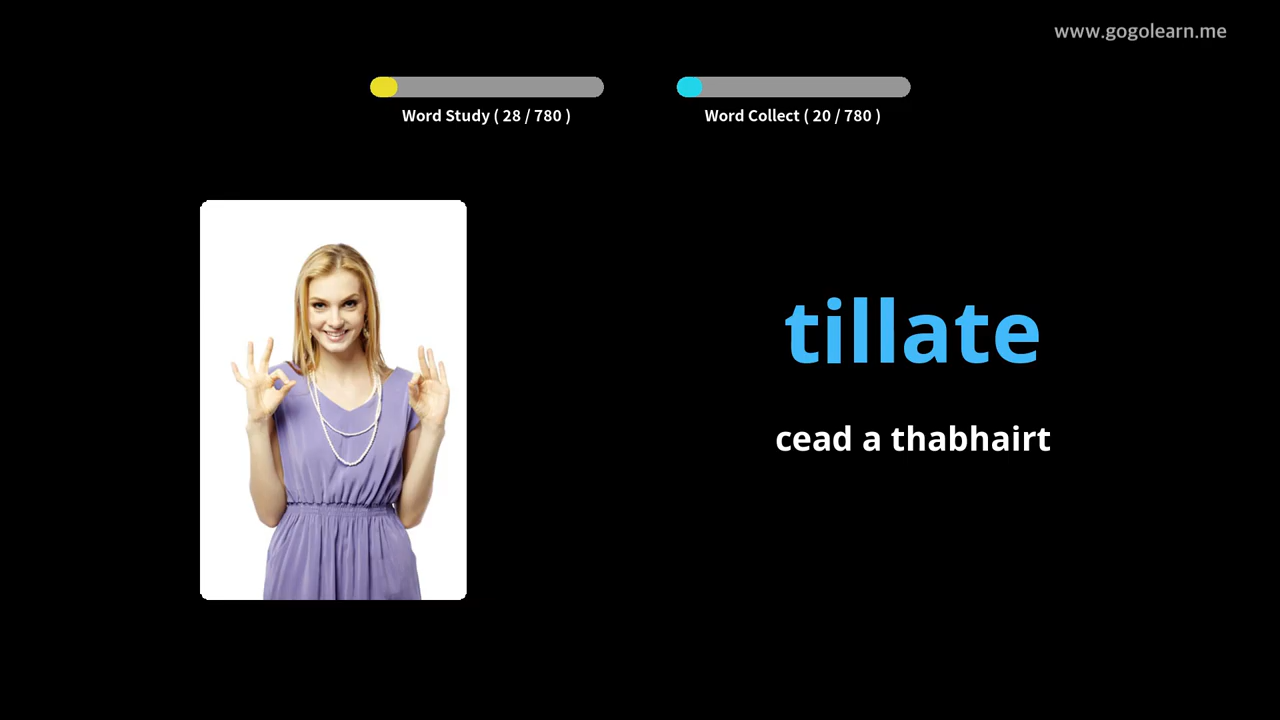 www.gogolearn.me
Word Study ( 28 / 780 )
Word Collect ( 20 / 780 )
tillate
cead a thabhairt